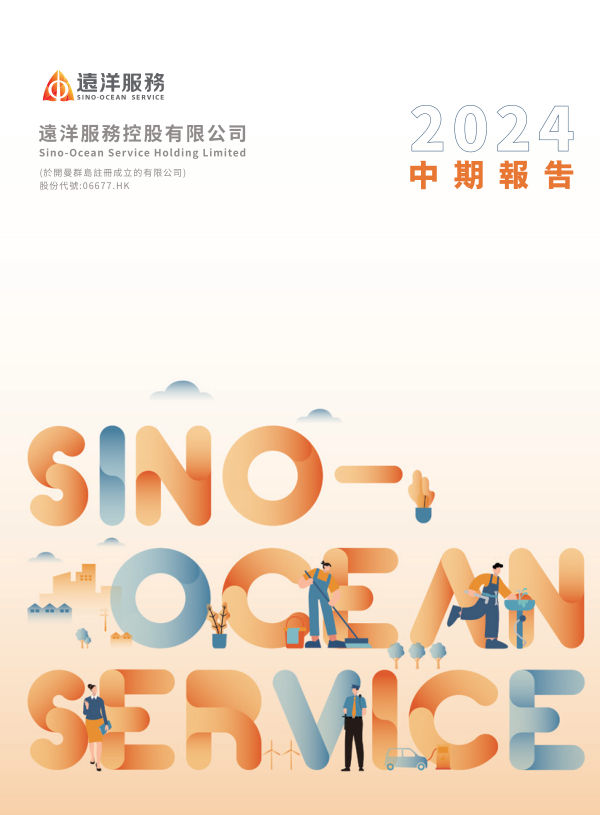 遠洋服務
SINO-OCEAN SERVICE
遠洋服務控股有限公司
Sino-Ocean Service Holding Limited
(於開曼群島註冊成立的有限公司)
股份代號:06677.HK
2024
中期報告
SINO-
OCEAN
SERVICE